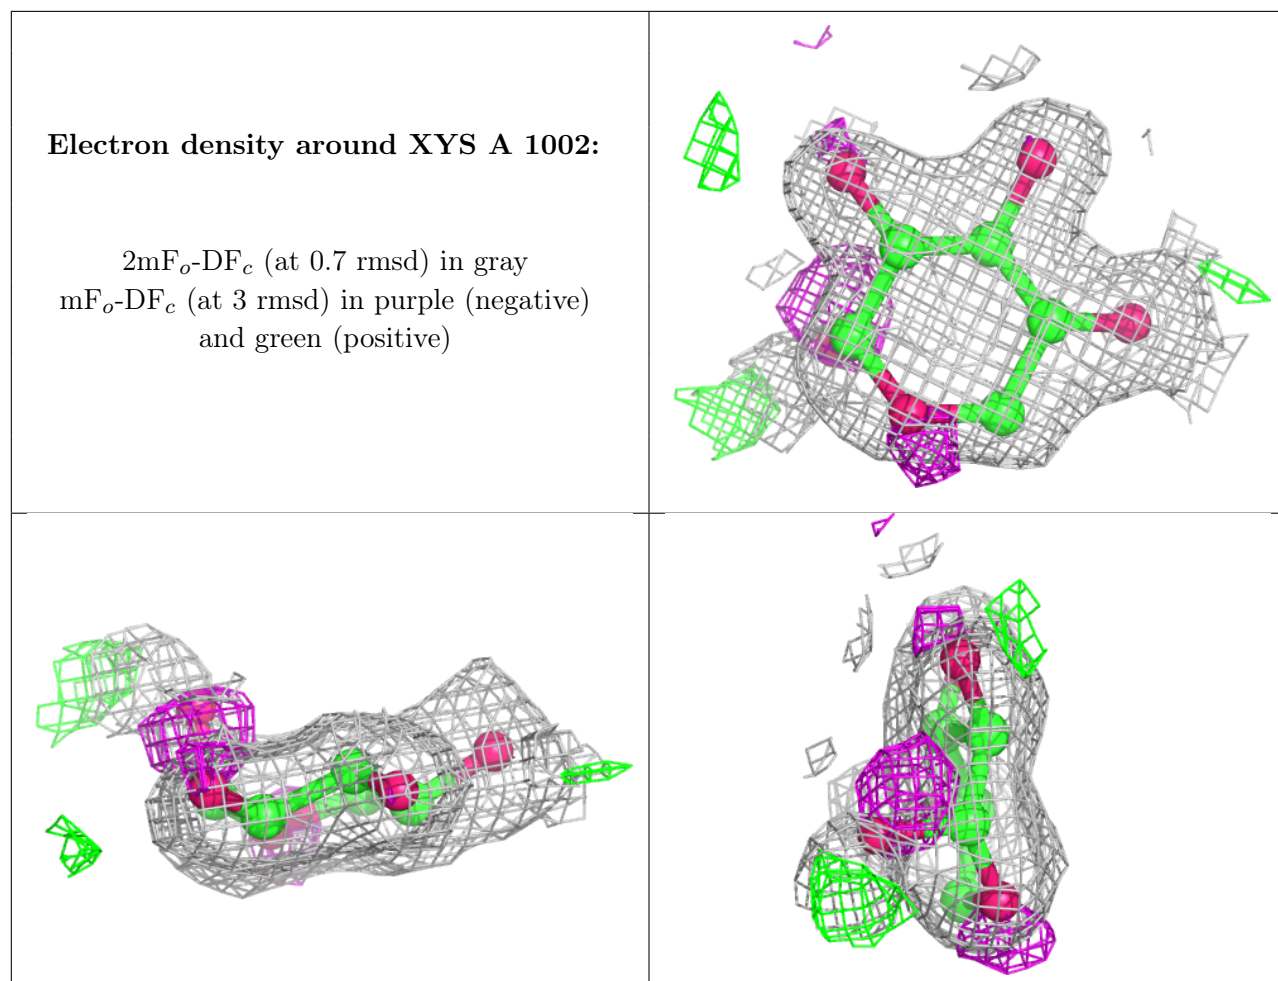 Electron density around XYS A 1002:
2mFo-DFc (at 0.7 rmsd) in gray
mFo-DFc (at 3 rmsd) in purple (negative)
and green (positive)